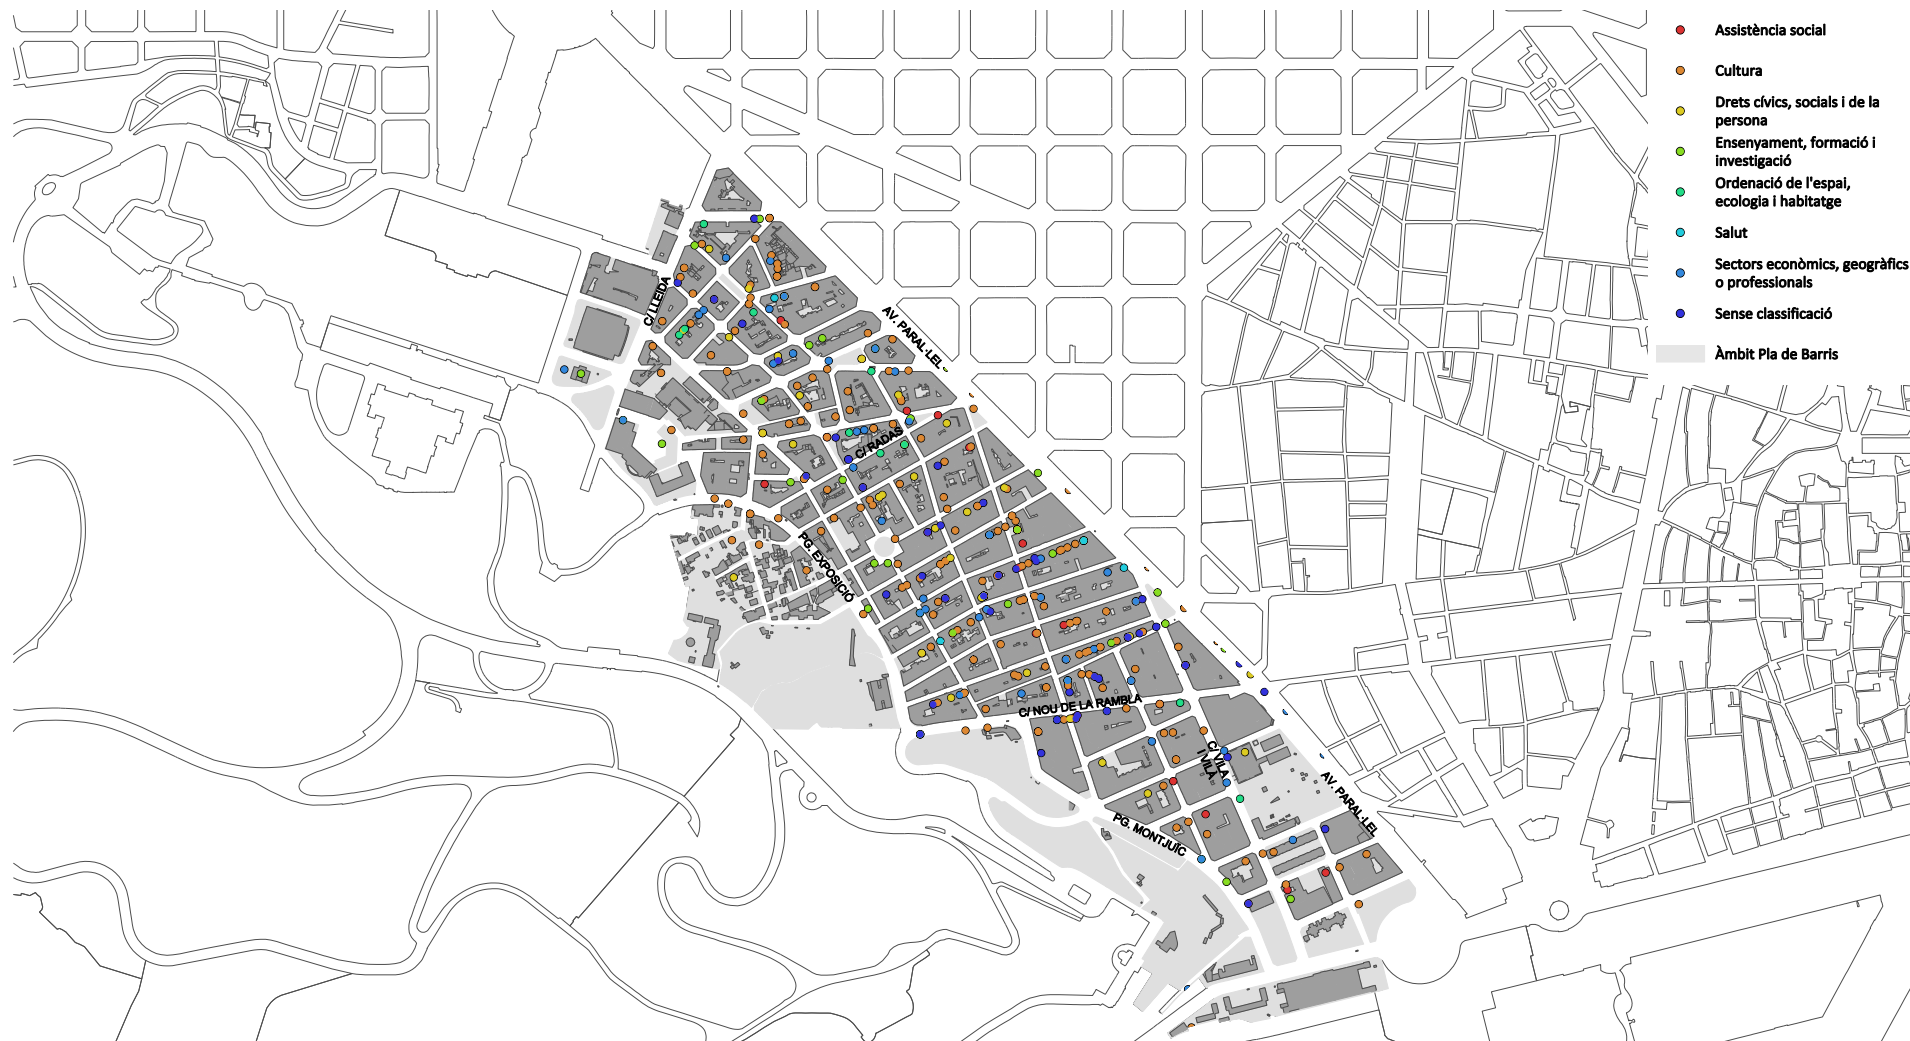 Assistència social
Cultura
Drets cívics, socials i de la
persona
Ensenyament, formació i
investigació
Ordenació de l'espai,
ecologia i habitatge
Salut
Sectors econòmics, geogràfics
o professionals
Sense classificació
Àmbit Pla de Barris
C/ LLEIDA
AV. PARAL·LEL
C/ RADAS
PG. EXPOSICIÓ
C/ NOU DE LA RAMBLA
C/ VILA
I VILÀ
AV. PARAL·LEL
PG. MONTJUÏC